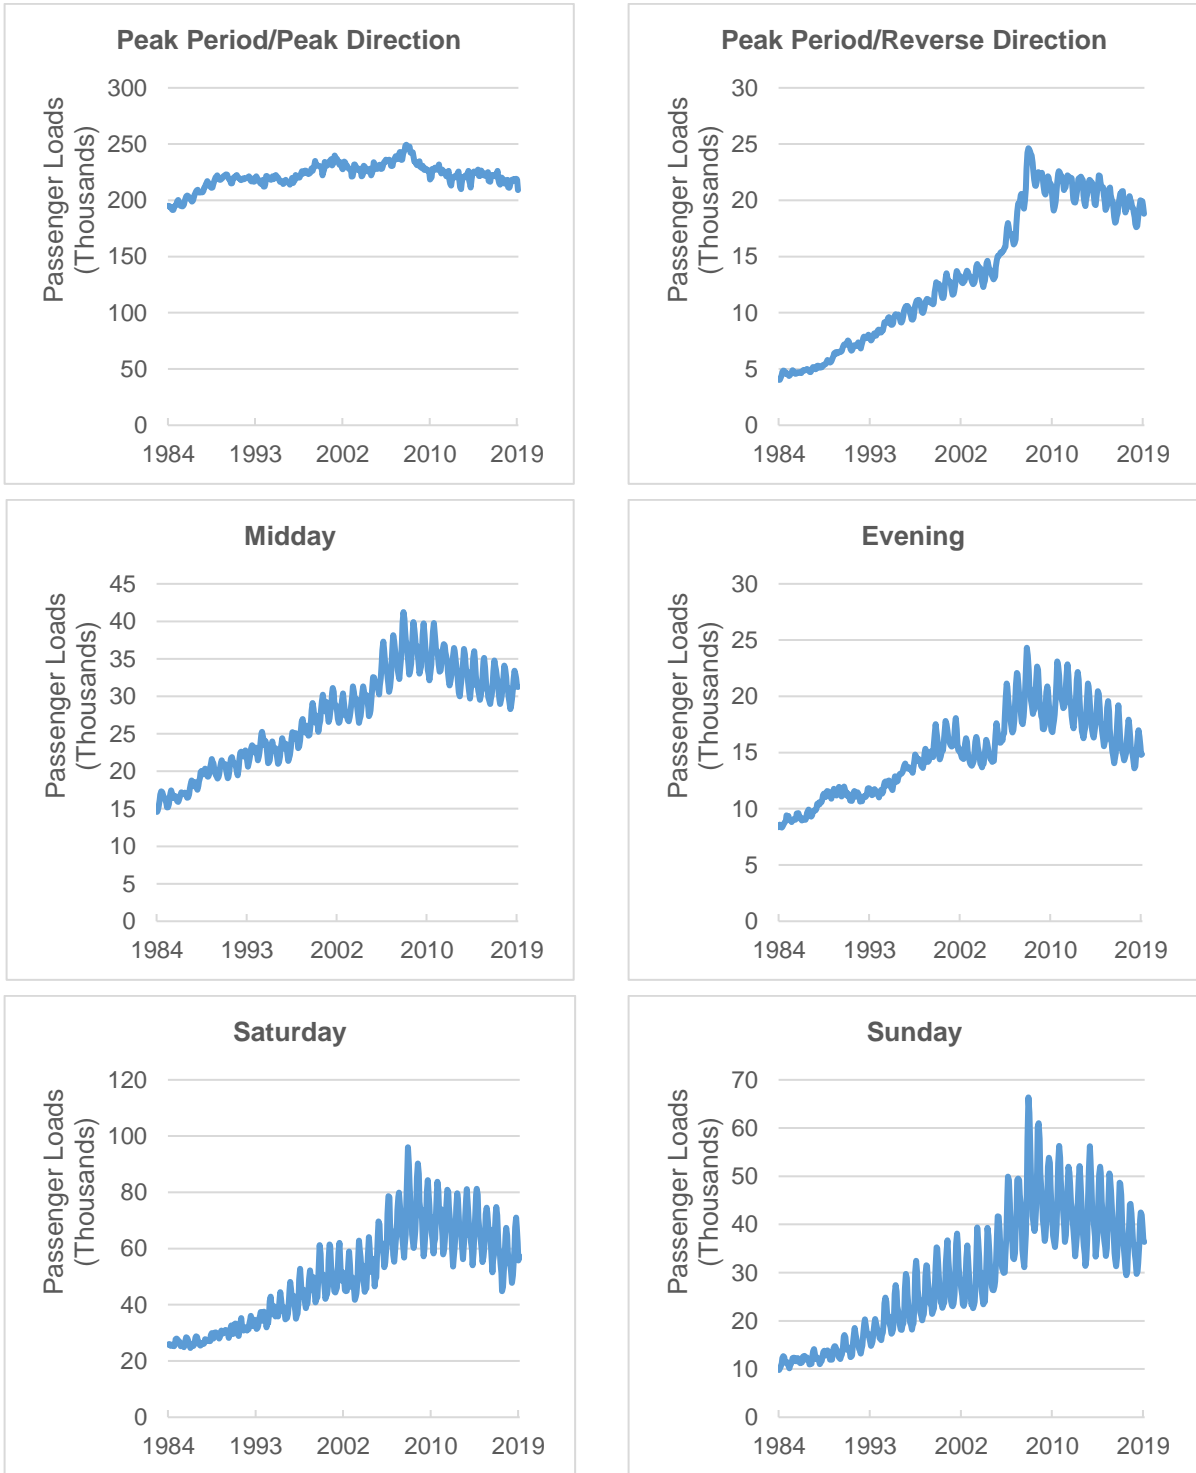 Peak Period/Peak Direction
Passenger Loads
(Thousands)
300
250
200
150
100
50
0
1984 1993 2002 2010 2019
Peak Period/Reverse Direction
Passenger Loads
(Thousands)
30
25
20
15
10
5
0
1984 1993 2002 2010 2019
Midday
Passenger Loads
(Thousands)
45
40
35
30
25
20
15
10
5
0
1984 1993 2002 2010 2019
Evening
Passenger Loads
(Thousands)
30
25
20
15
10
5
0
1984 1993 2002 2010 2019
Saturday
Passenger Loads
(Thousands)
120
100
80
60
40
20
0
1984 1993 2002 2010 2019
Sunday
Passenger Loads
(Thousands)
70
60
50
40
30
20
10
0
1984 1993 2002 2010 2019